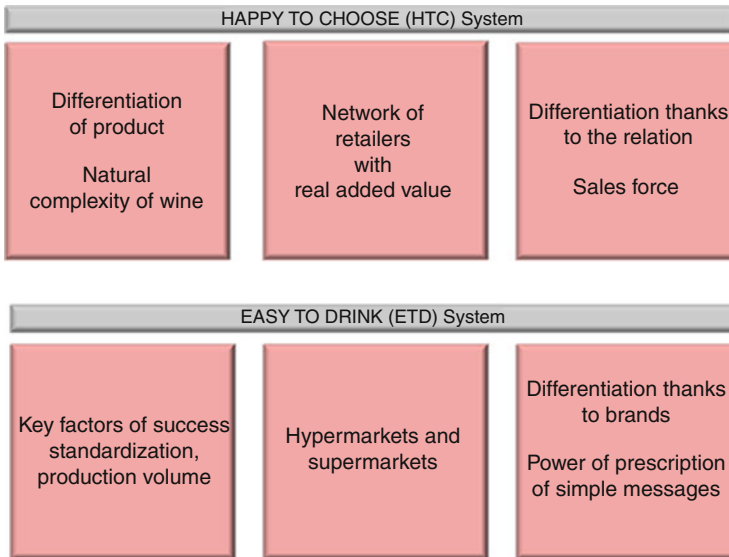 HAPPY TO CHOOSE (HTC) System
Differentiation
of product
Natural
complexity of wine
Network of
retailers
with
real added value
Differentiation thanks
to the relation
Sales force
EASY TO DRINK (ETD) System
Key factors of success
standardization,
production volume
Hypermarkets and
supermarkets
Differentiation thanks
to brands
Power of prescription
of simple messages